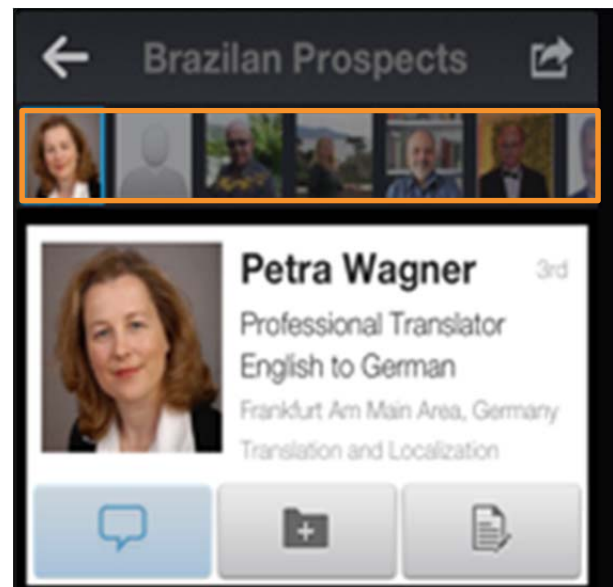 Brazilan Prospects
Petra Wagner 3rd
Professional Translator
English to German
Frankfurt Am Main Area, Germany
Translation and Localization